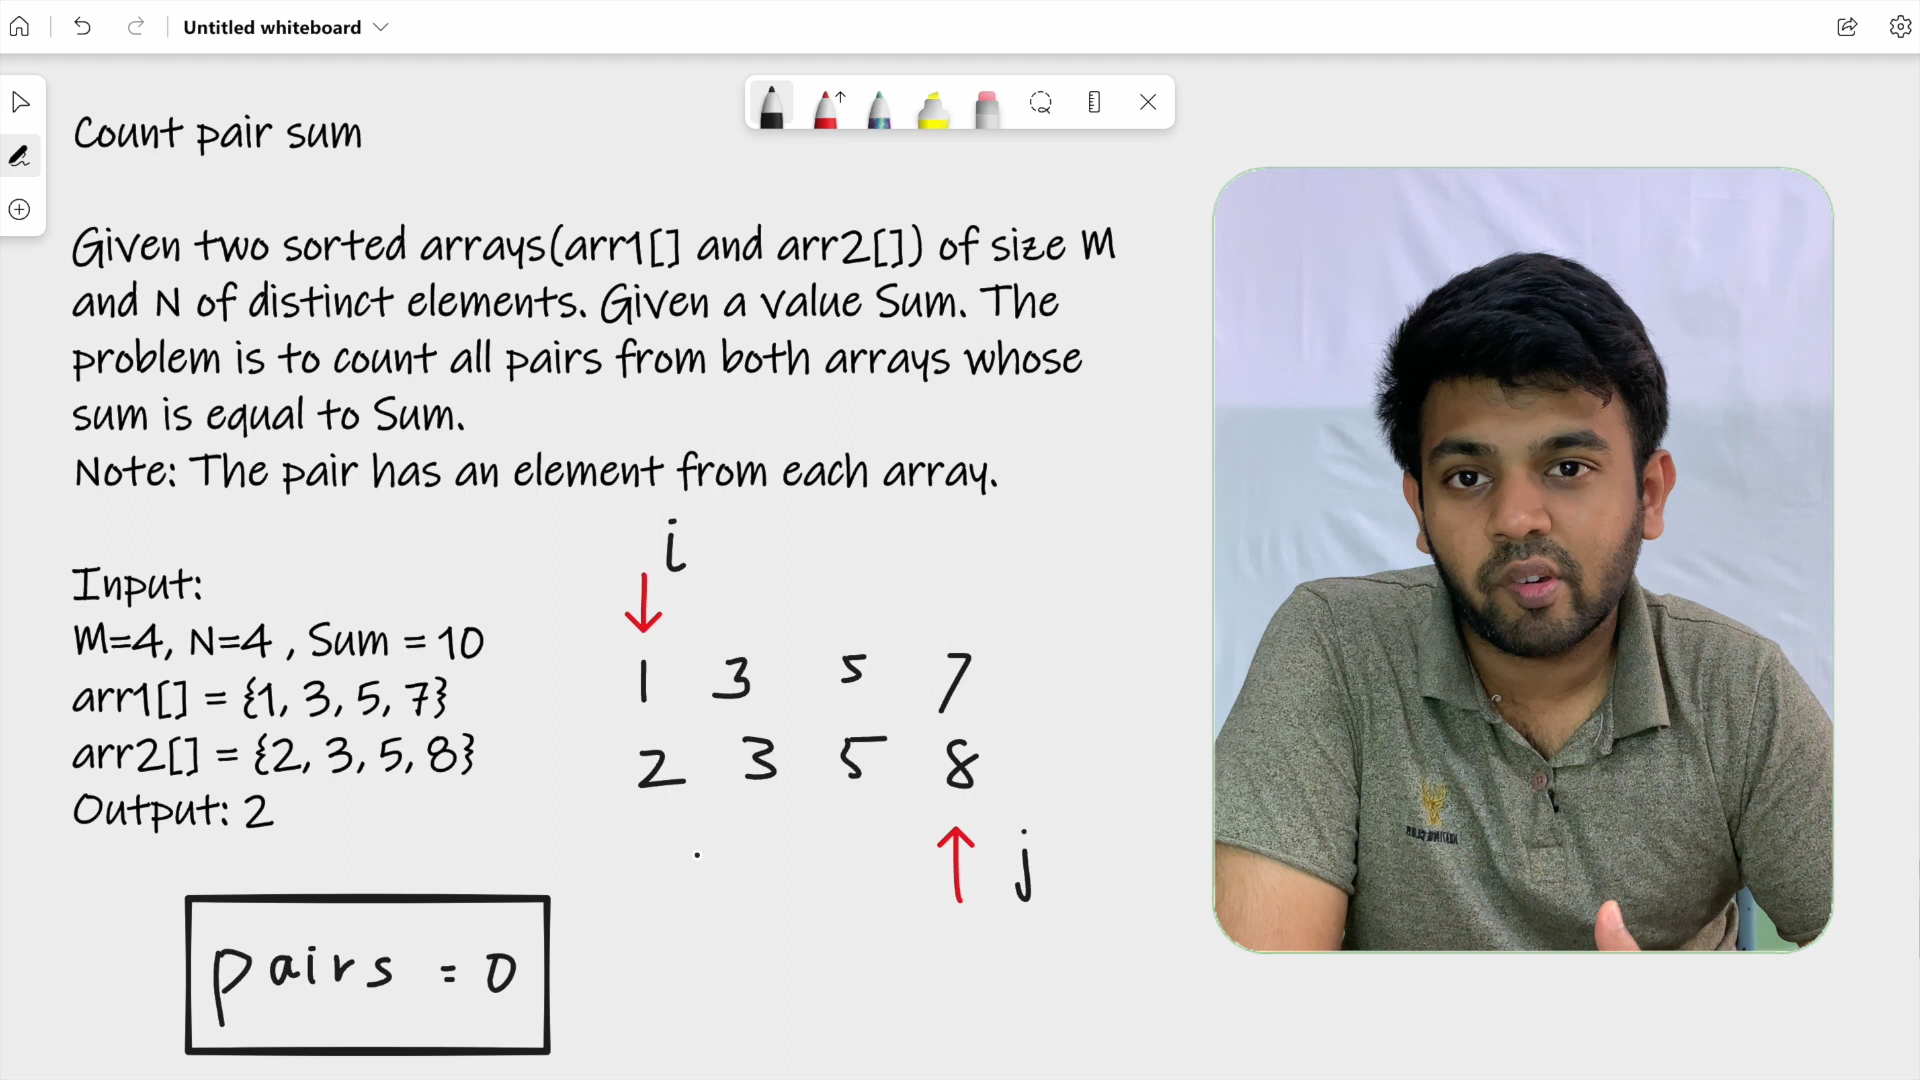 Untitled whiteboard
Count pair sum
Given two sorted arrays(arr1[] and arr2[]) of size M
and N of distinct elements. Given a value Sum. The
problem is to count all pairs from both arrays whose
sum is equal to Sum.
Note: The pair has an element from each array.
Input:
M=4, N=4 , Sum = 10
arr1[] = {1, 3, 5, 7}
arr2[] = {2, 3, 5, 8}
Output: 2
i
1 3 5 7
2 3 5 8
j
pairs = 0